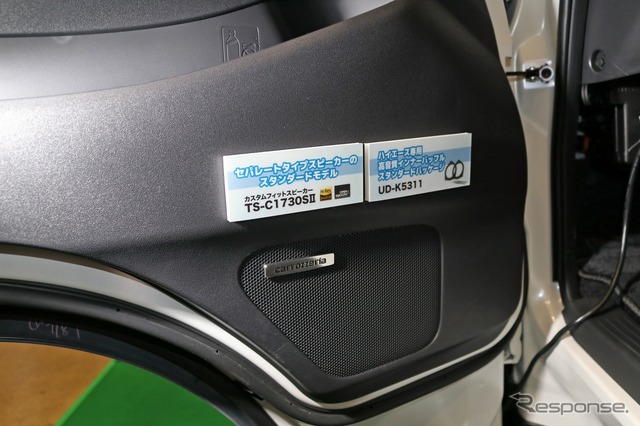 セパレートタイプスピーカーの
スタンダードモデル
カスタムフィットスピーカー
TS-C1730SII
ハイエース専用
高音質インナーバッフル
スタンダードパッケージ
UD-K5311
carrozzeria
Response.